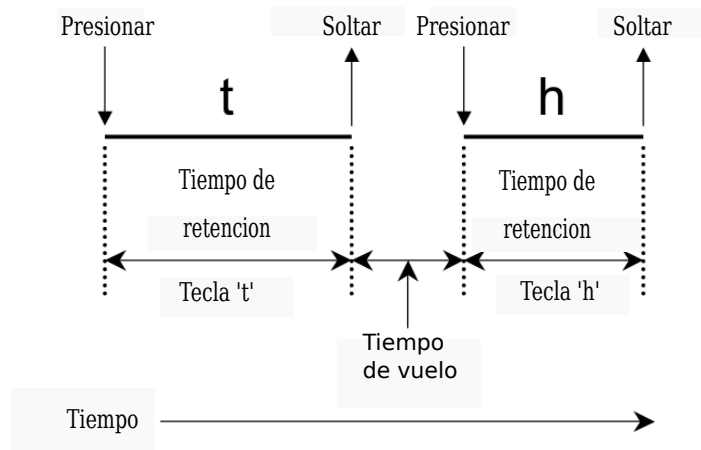 Presionar Soltar Presionar Soltar
t h
Tiempo de Tiempo de
retencion retencion
Tecla 't' Tecla 'h'
Tiempo
de vuelo
Tiempo